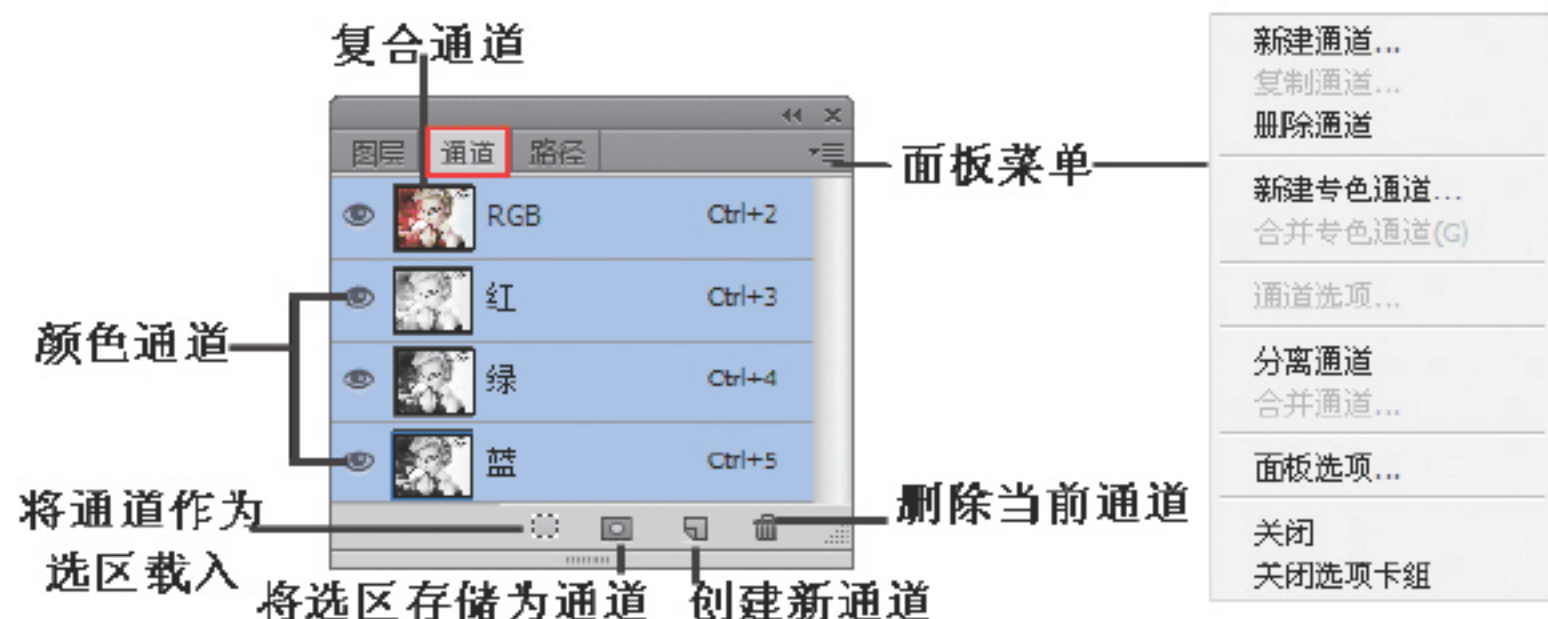 复合通道
图层 通道 路径
面板菜单
RGB Ctrl+2
红 Ctrl+3
颜色通道
绿 Ctrl+4
蓝 Ctrl+5
将通道作为
选区载入
将选区存储为通道
创建新通道
删除当前通道
新建通道...
复制通道...
删除通道
新建专色通道...
合并专色通道(G)
通道选项...
分离通道
合并通道...
面板选项...
关闭
关闭选项卡组